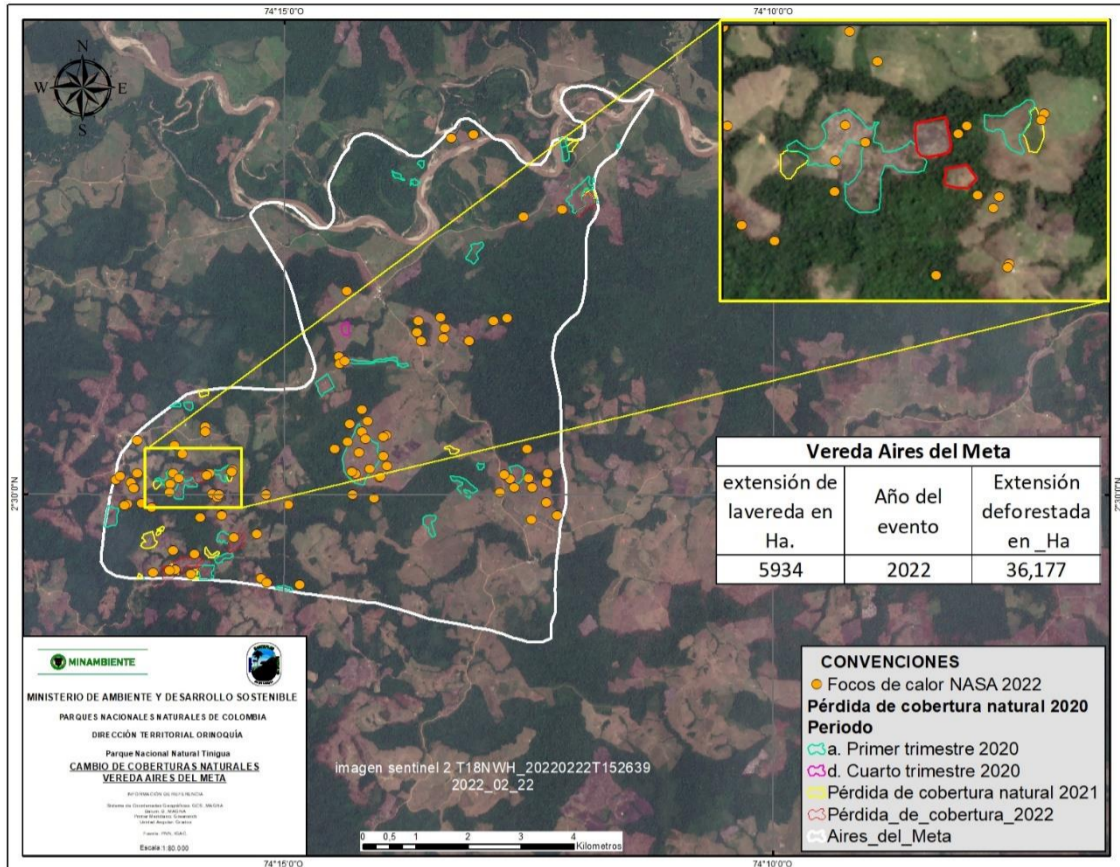 74°15'0"O
74°10'0"O
N
W
E
S
2°30'0"N
2°30'0"N
Vereda Aires del Meta
extensión de lavereda en Ha.
Año del evento
Extensión deforestada en _Ha
5934
2022
36,177
MINAMBIENTE
MINISTERIO DE AMBIENTE Y DESARROLLO SOSTENIBLE
PARQUES NACIONALES NATURALES DE COLOMBIA
DIRECCIÓN TERRITORIAL ORINOQUÍA
Parque Nacional Natural Tinigua
CAMBIO DE COBERTURAS NATURALES
VEREDA AIRES DEL META
INFORMACIÓN DE REFERENCIA
Escala 1:80.000
imagen sentinel 2 T18NWH_20220222T152639
2022_02_22
0 0,5 1 2 3 4
Kilometros
CONVENCIONES
Focos de calor NASA 2022
Pérdida de cobertura natural 2020
Periodo
a. Primer trimestre 2020
d. Cuarto trimestre 2020
Pérdida de cobertura natural 2021
Pérdida_de_cobertura_2022
Aires_del_Meta
74°15'0"O
74°10'0"O